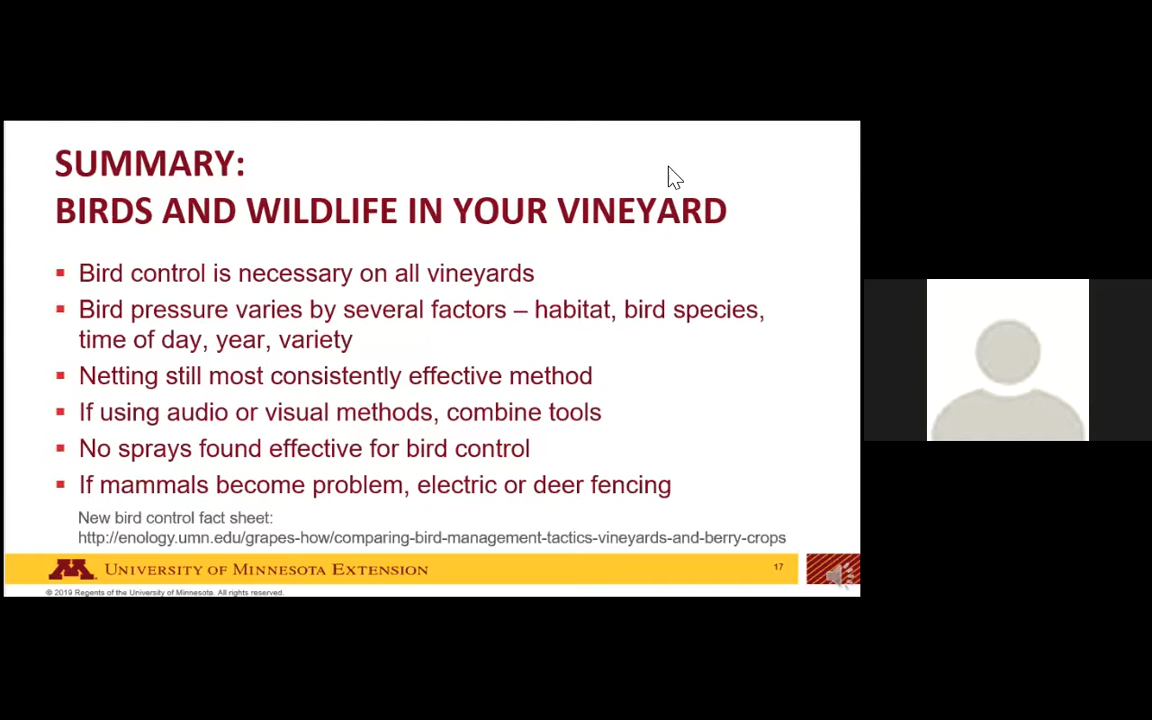 SUMMARY:
BIRDS AND WILDLIFE IN YOUR VINEYARD
▪ Bird control is necessary on all vineyards
▪ Bird pressure varies by several factors – habitat, bird species,
time of day, year, variety
▪ Netting still most consistently effective method
▪ If using audio or visual methods, combine tools
▪ No sprays found effective for bird control
▪ If mammals become problem, electric or deer fencing
New bird control fact sheet:
http://enology.umn.edu/grapes-how/comparing-bird-management-tactics-vineyards-and-berry-crops
M UNIVERSITY OF MINNESOTA EXTENSION
17
© 2019 Regents of the University of Minnesota. All rights reserved.